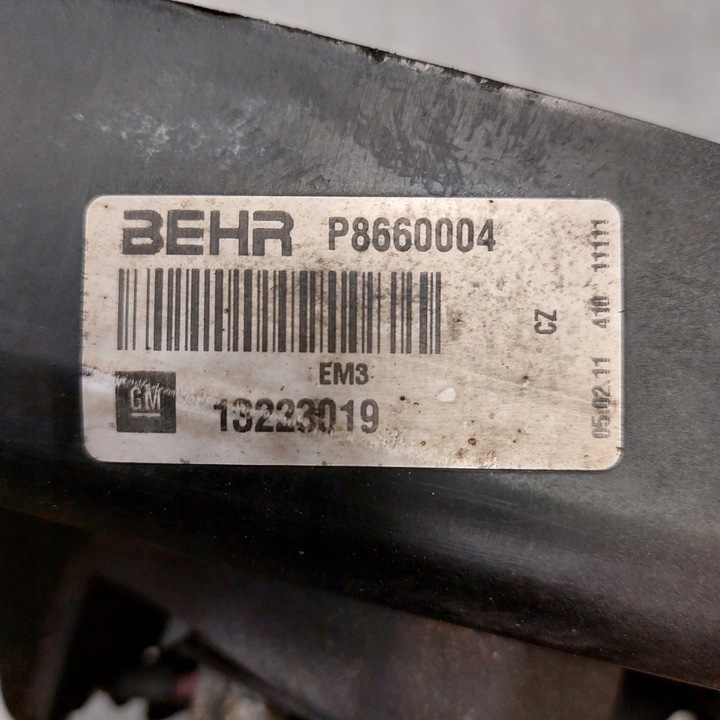 BEHR P8660004
EM3
GM 13223019
CZ
05.02.11 410 11111